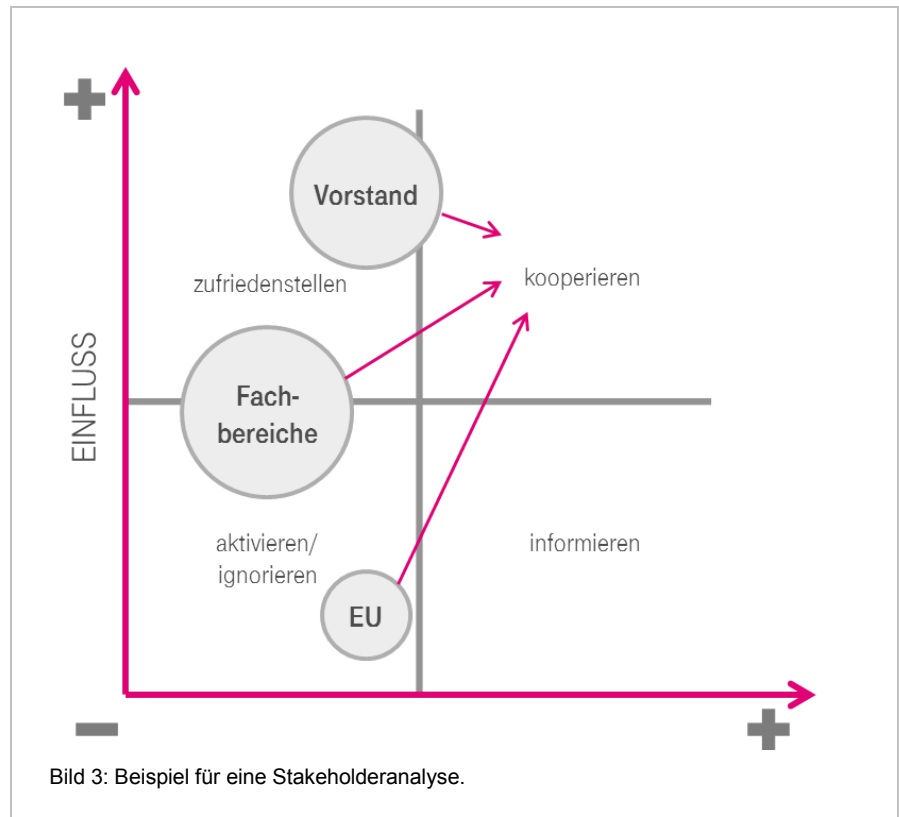 +
Vorstand
zufriedenstellen
kooperieren
EINFLUSS
Fach-
bereiche
aktivieren/
ignorieren
informieren
EU
–
+
Bild 3: Beispiel für eine Stakeholderanalyse.